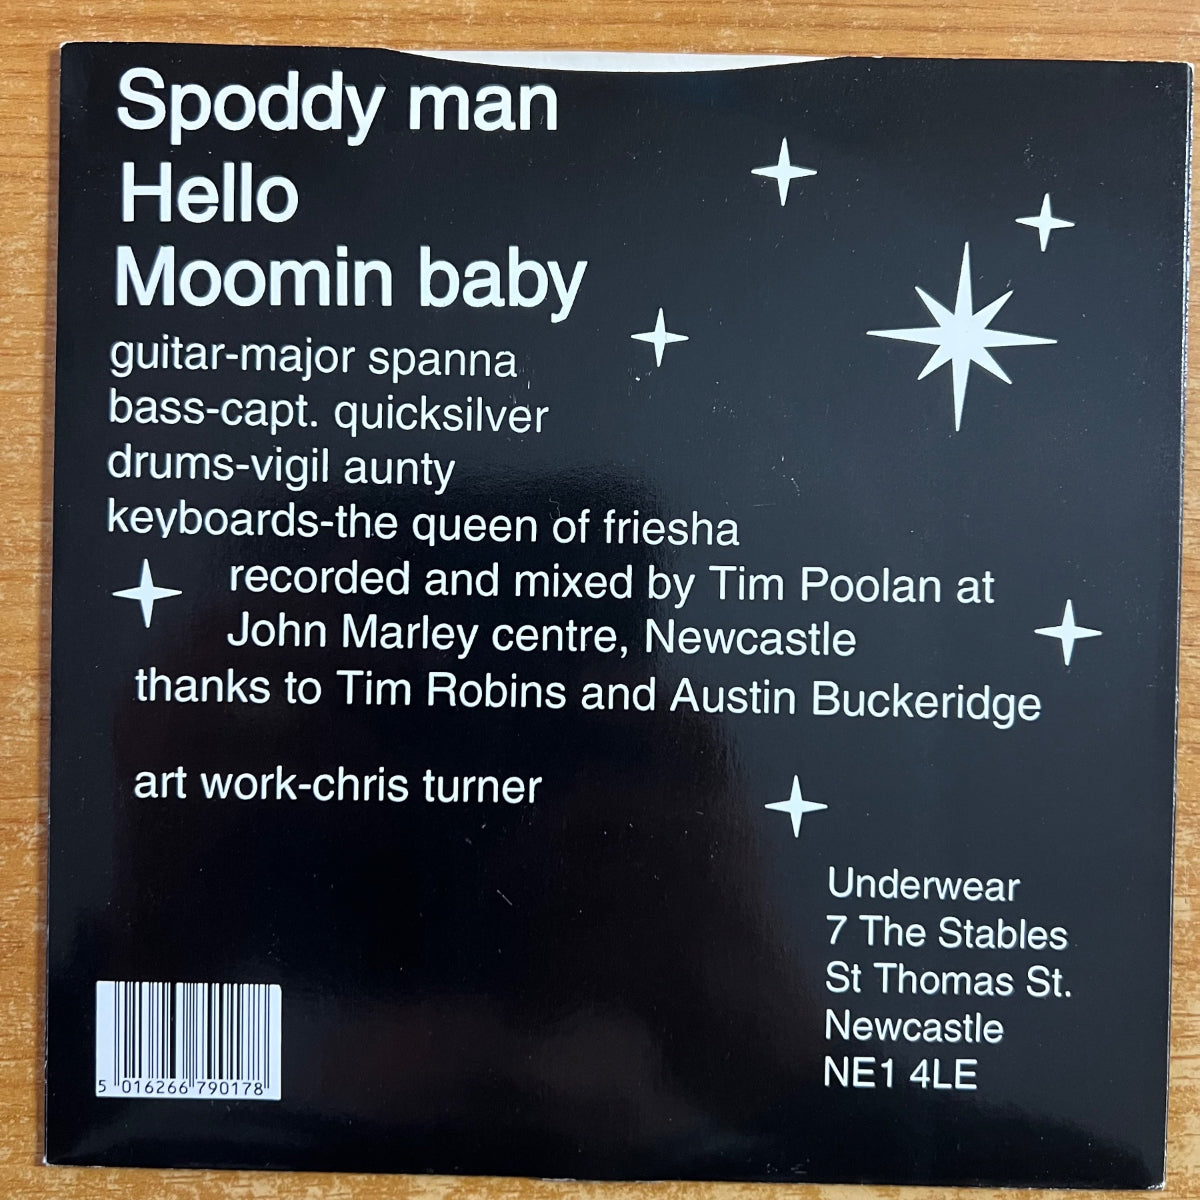 Spoddy man
Hello
Moomin baby
guitar-major spanna
bass-capt. quicksilver
drums-vigil aunty
keyboards-the queen of friesha
recorded and mixed by Tim Poolan at
John Marley centre, Newcastle
thanks to Tim Robins and Austin Buckeridge
art work-chris turner
Underwear
7 The Stables
St Thomas St.
Newcastle
NE1 4LE
5 016266 790178